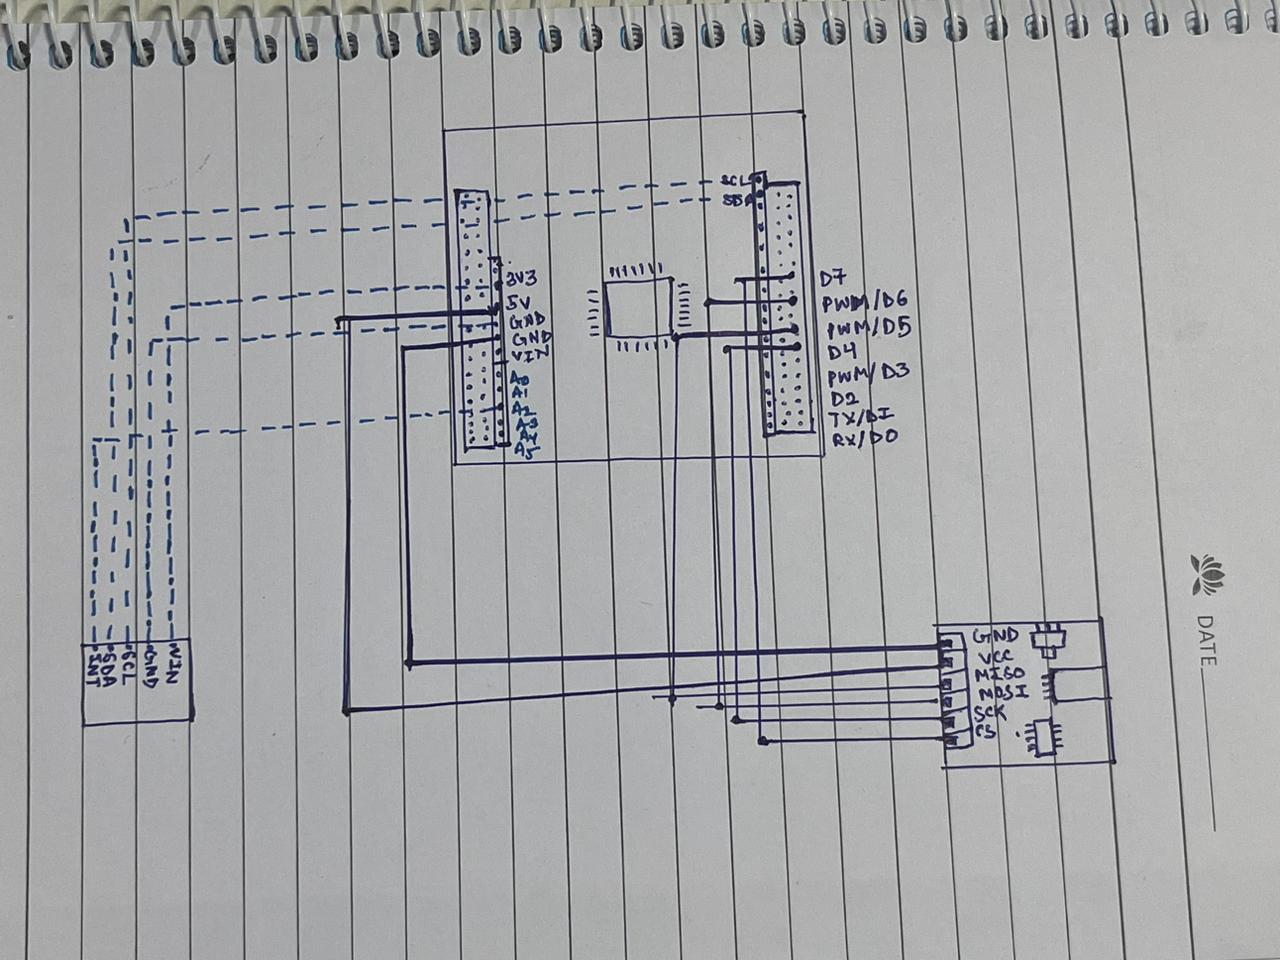 SCL
SDA
3V3
5V
GND
GND
VIN
A0
A1
A2
A3
A4
A5
D7
PWM/D6
PWM/D5
D4
PWM/D3
D2
TX/D1
RX/D0
VIN
GND
SCL
SDA
INT
GND
VCC
MISO
MOSI
SCK
CS
DATE